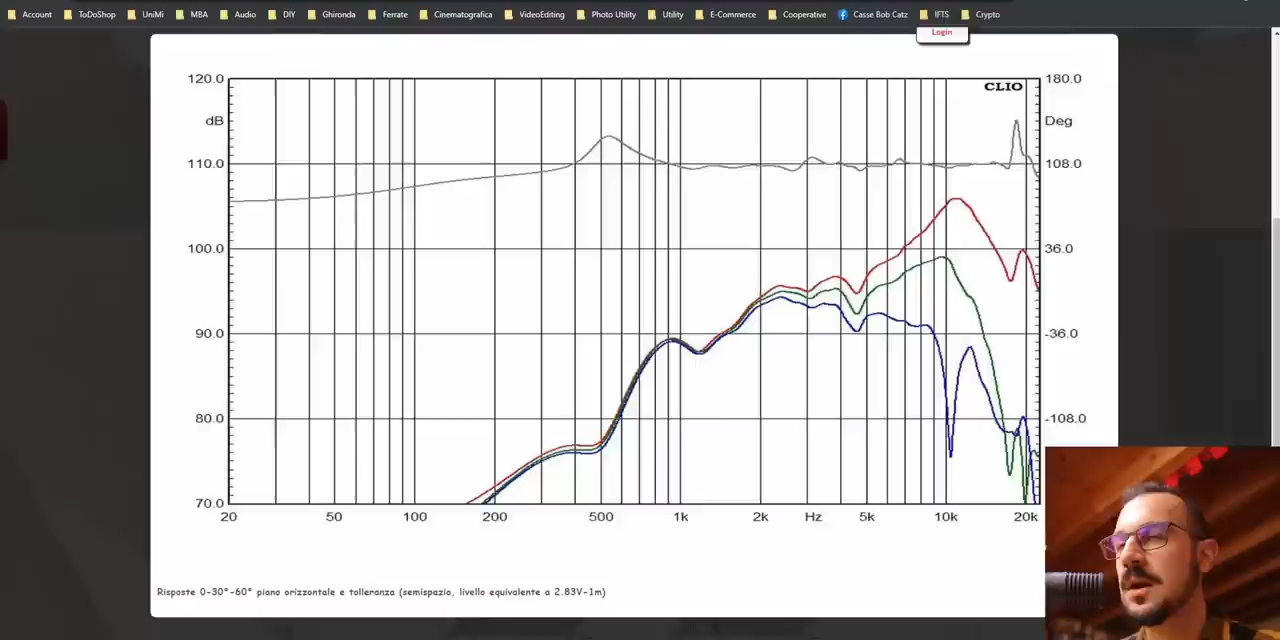 Account ToDoShop UniMi MBA Audio DIY Ghironda Ferrate Cinematografica VideoEditing Photo Utility Utility E-Commerce Cooperative Casse Bob Catz IFTS Crypto
Login
120.0 CLIO 180.0
dB Deg
110.0 108.0
100.0 36.0
90.0 -36.0
80.0 -108.0
70.0
20 50 100 200 500 1k 2k Hz 5k 10k 20k
Risposte 0-30°-60° piano orizzontale e tolleranza (semispazio, livello equivalente a 2.83V-1m)